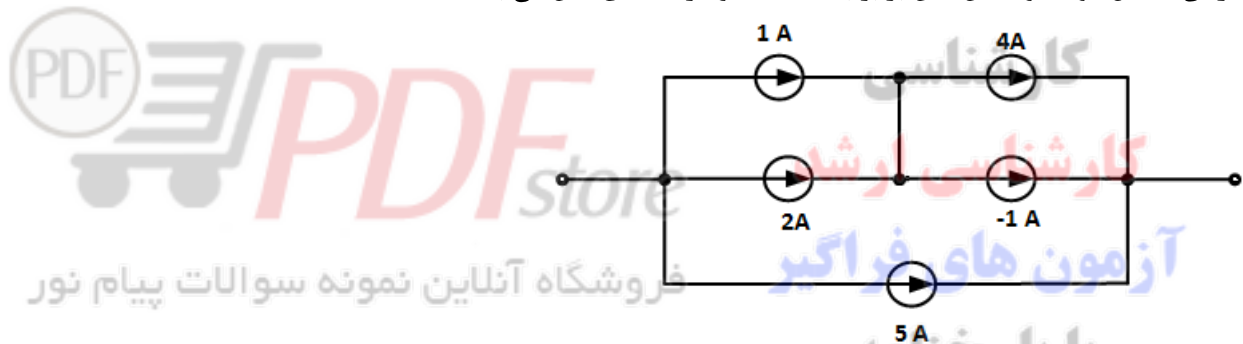 1 A
4A
کارشناسی
PDF
PDF
store
کارشناسی ارشد
2A
-1 A
آزمون های فراگیر
فروشگاه آنلاین نمونه سوالات پیام نور
5 A